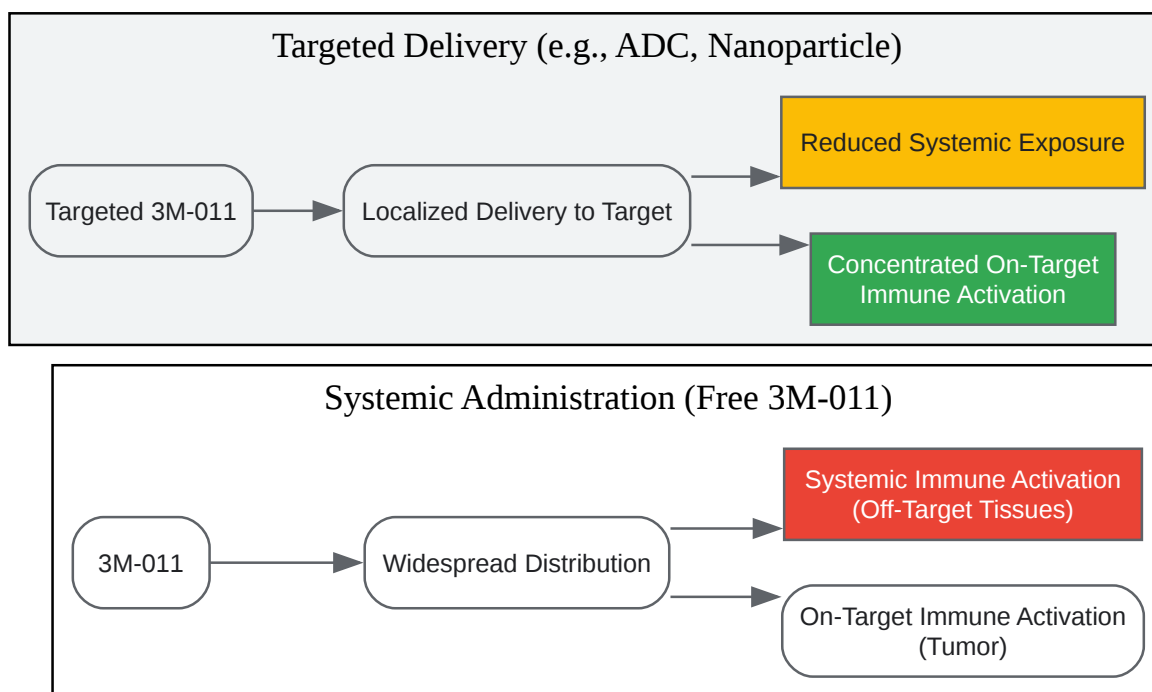 Targeted Delivery (e.g., ADC, Nanoparticle)
Targeted 3M-011
Localized Delivery to Target
Reduced Systemic Exposure
Concentrated On-Target
Immune Activation
Systemic Administration (Free 3M-011)
3M-011
Widespread Distribution
Systemic Immune Activation
(Off-Target Tissues)
On-Target Immune Activation
(Tumor)